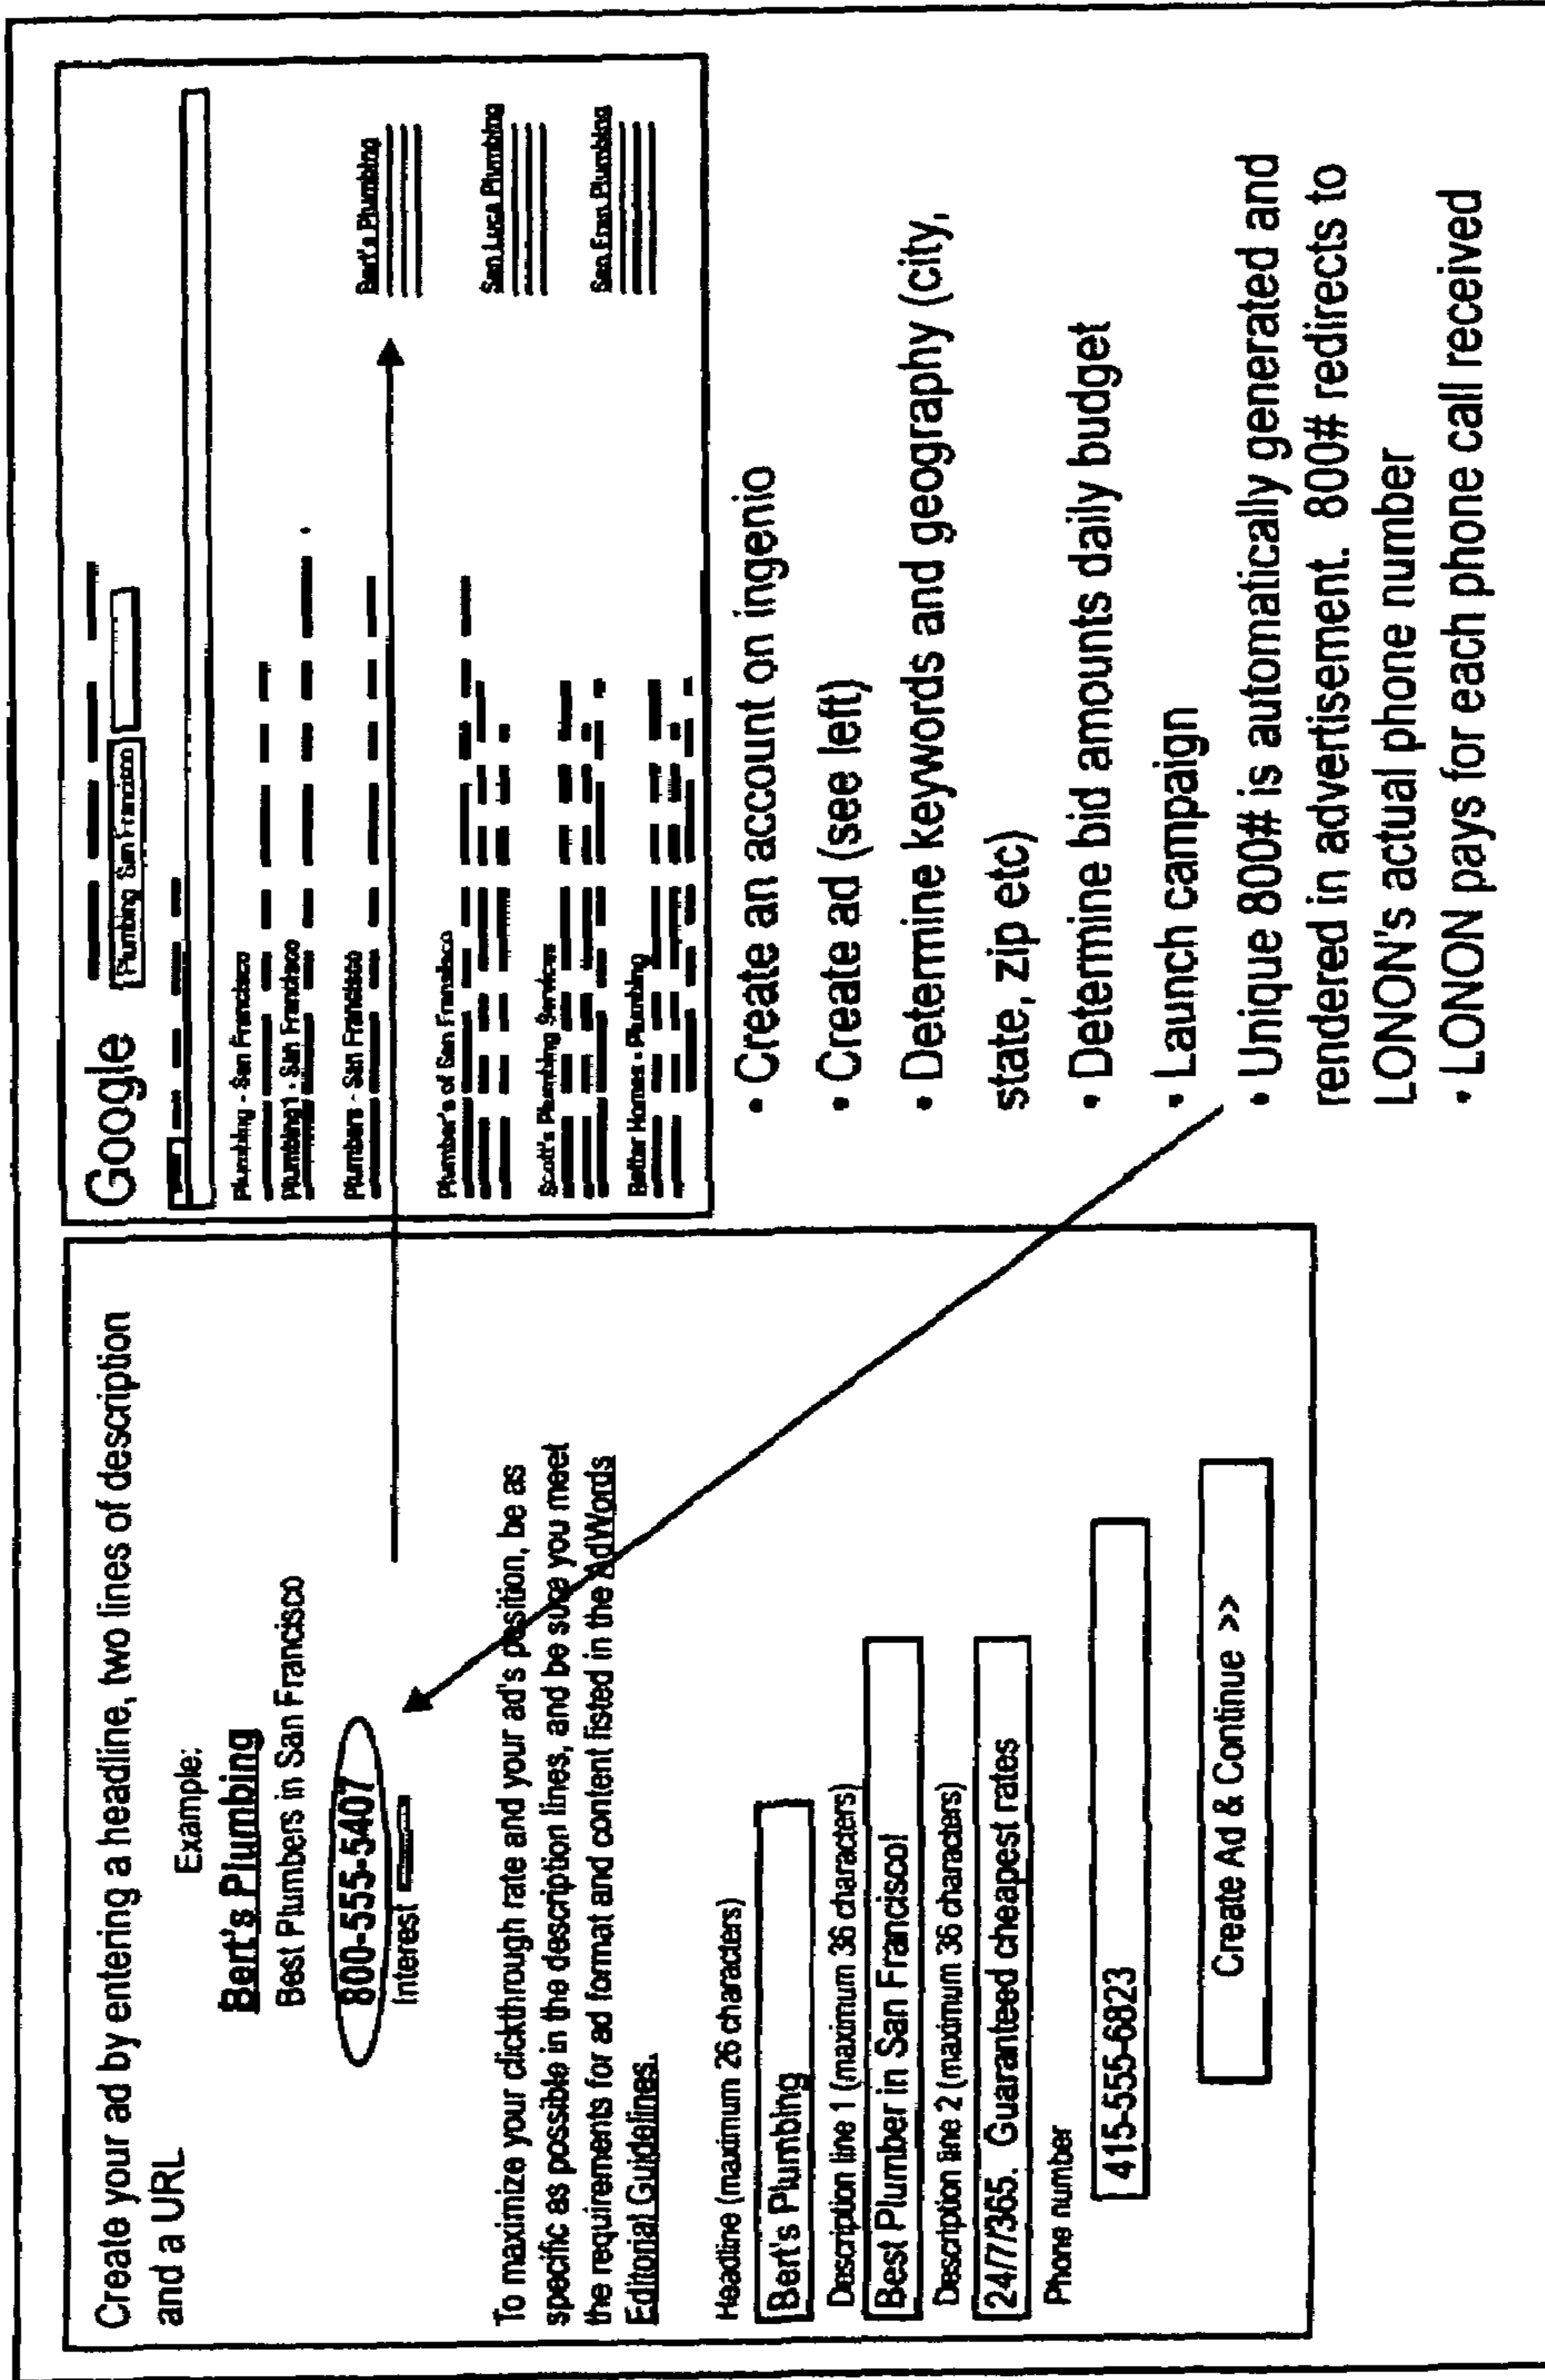 Create your ad by entering a headline, two lines of description
and a URL
Example:
Bert's Plumbing
Best Plumbers in San Francisco
800-555-5407
Interest
To maximize your clickthrough rate and your ad's position, be as
specific as possible in the description lines, and be sure you meet
the requirements for ad format and content listed in the AdWords
Editorial Guidelines.
Headline (maximum 26 characters)
Bert's Plumbing
Description line 1 (maximum 36 characters)
Best Plumber in San Francisco!
Description line 2 (maximum 36 characters)
24/7/365. Guaranteed cheapest rates
Phone number
415-555-6823
Create Ad & Continue >>
Google
Plumbing San Francisco
Plumbing - San Francisco
Plumbing1 - San Francisco
Plumbers - San Francisco
Plumber's of San Francisco
Scott's Plumbing Services
Better Homes - Plumbing
Bert's Plumbing
San Luca Plumbing
San Fran Plumbing
• Create an account on ingenio
• Create ad (see left)
• Determine keywords and geography (city,
state, zip etc)
• Determine bid amounts daily budget
• Launch campaign
• Unique 800# is automatically generated and
rendered in advertisement. 800# redirects to
LONON's actual phone number
• LONON pays for each phone call received